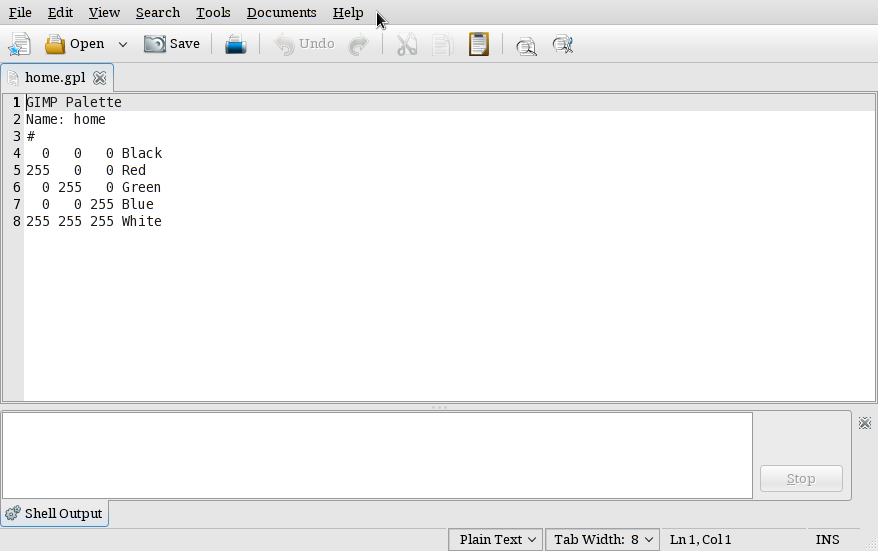 File Edit View Search Tools Documents Help
Open Save Undo
home.gpl
1 GIMP Palette
2 Name: home
3 #
4   0   0   0 Black
5 255   0   0 Red
6   0 255   0 Green
7   0   0 255 Blue
8 255 255 255 White
Stop
Shell Output
Plain Text Tab Width: 8 Ln 1, Col 1 INS